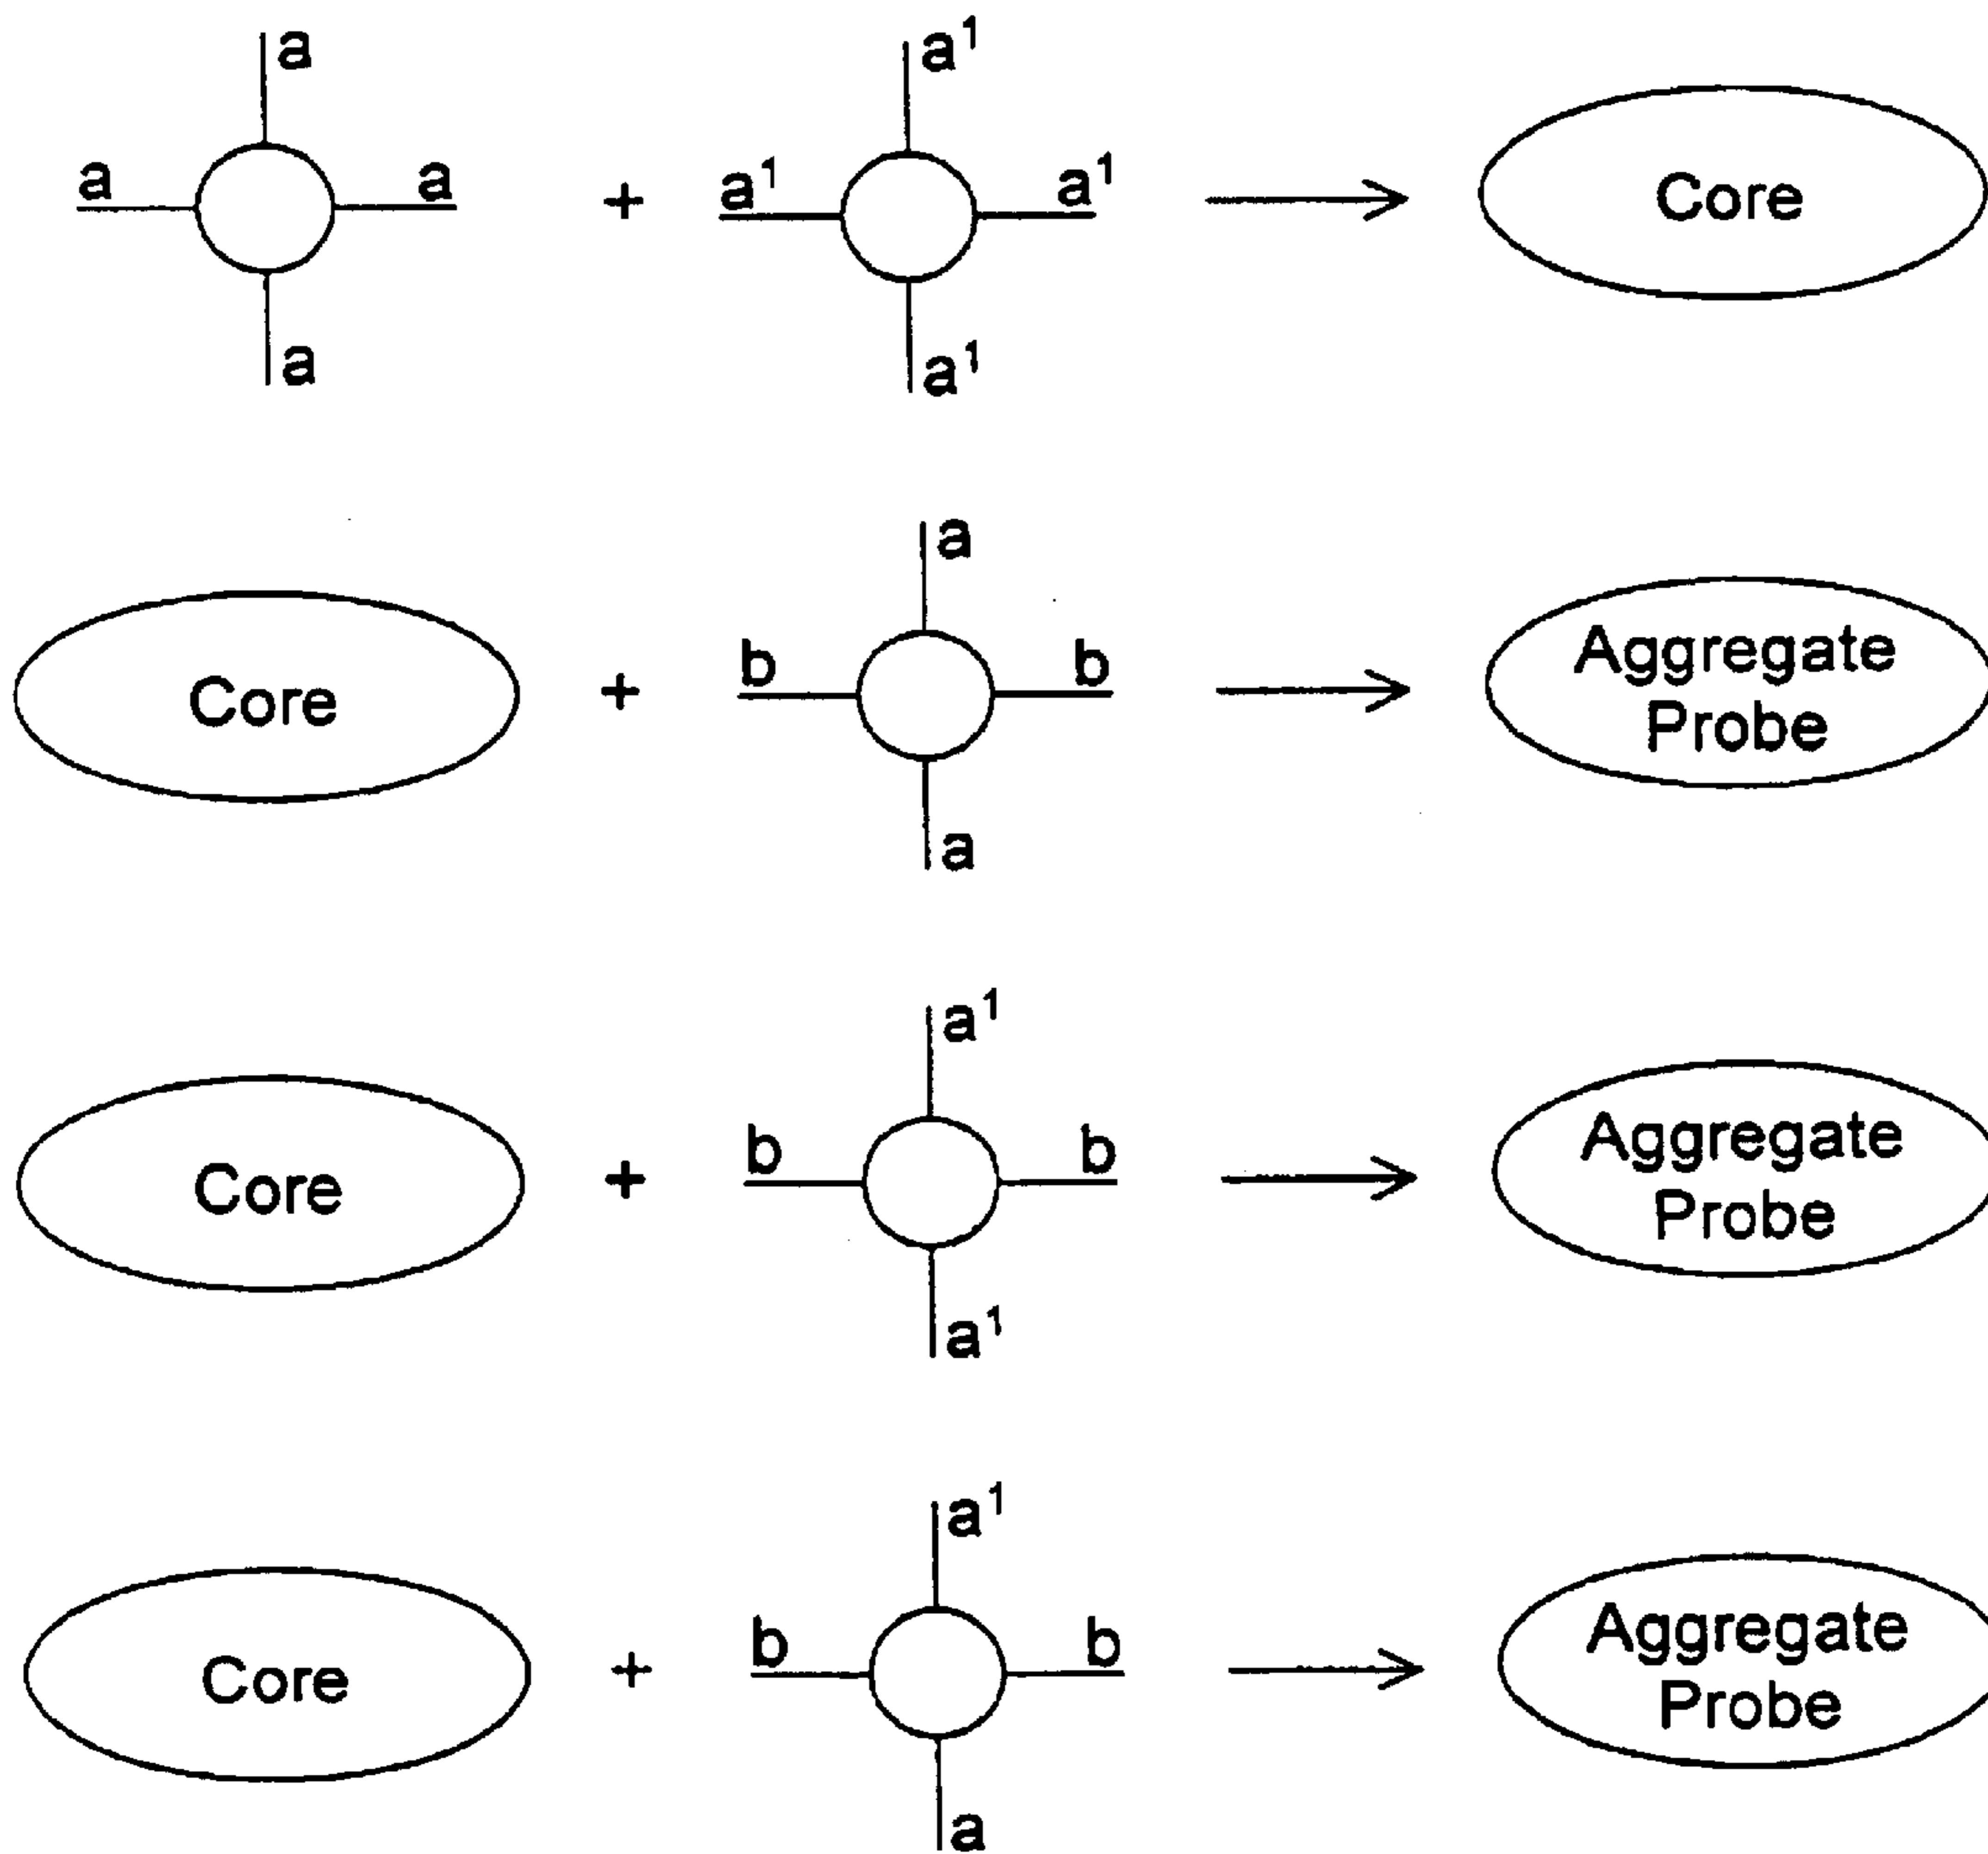 a a¹
a a + a¹ a¹ Core
a a¹
a
Core + b b Aggregate
Probe
a
a¹
Core + b b Aggregate
Probe
a¹
a¹
Core + b b Aggregate
Probe
a